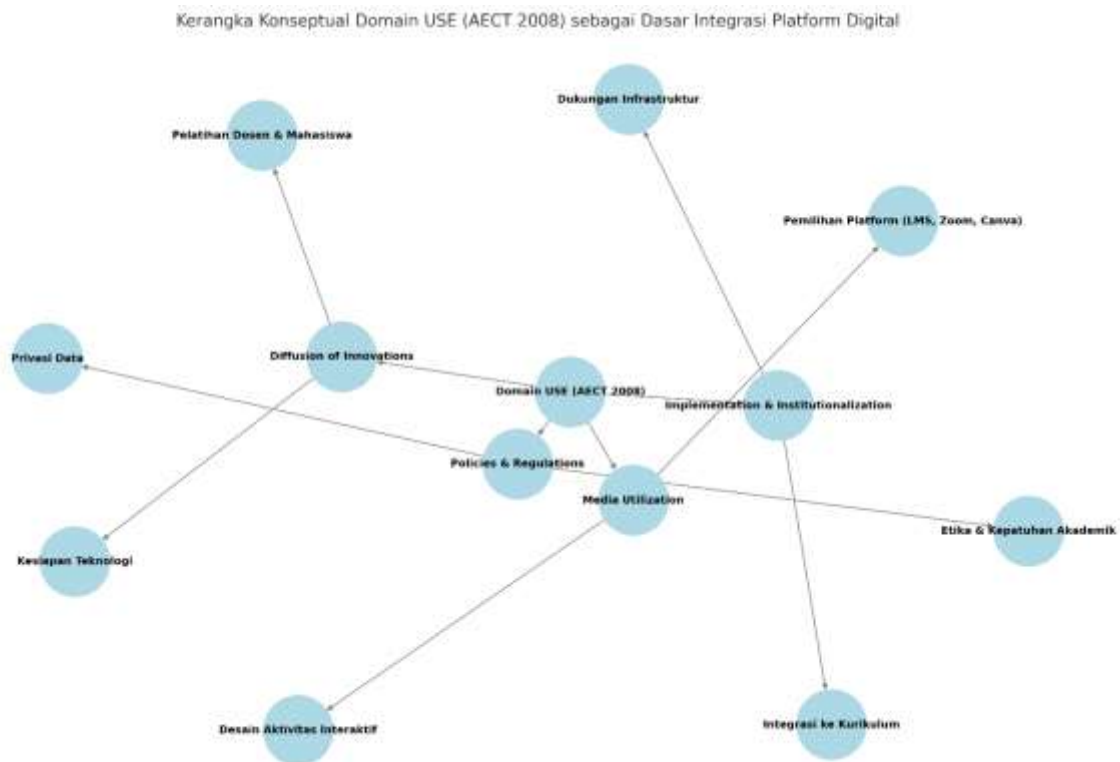 Kerangka Konseptual Domain USE (AECT 2008) sebagai Dasar Integrasi Platform Digital
Dukungan Infrastruktur
Pelatihan Dosen & Mahasiswa
Pemilihan Platform (LMS, Zoom, Canva)
Privasi Data
Diffusion of Innovations
Domain USE (AECT 2008)
Implementation & Institutionalization
Policies & Regulations
Media Utilization
Etika & Kepatuhan Akademik
Kesiapan Teknologi
Desain Aktivitas Interaktif
Integrasi ke Kurikulum